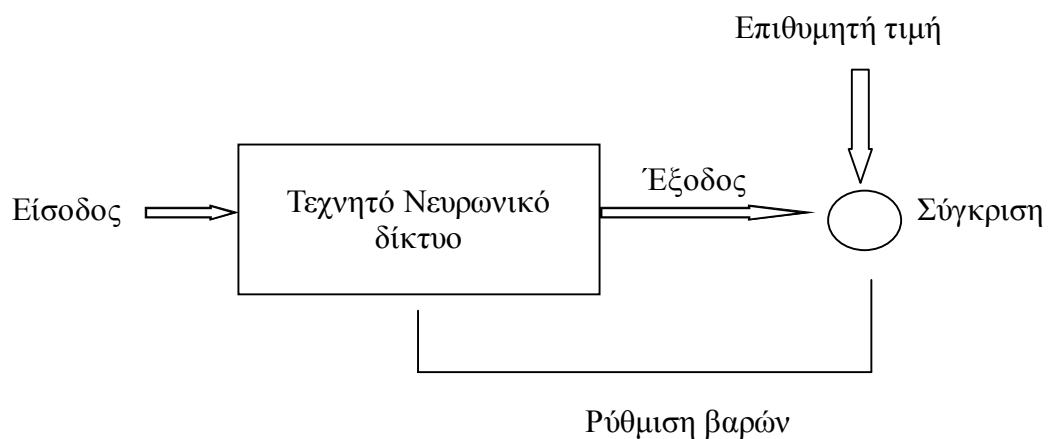 Επιθυμητή τιμή
Είσοδος
Τεχνητό Νευρωνικό
δίκτυο
Έξοδος
Σύγκριση
Ρύθμιση βαρών